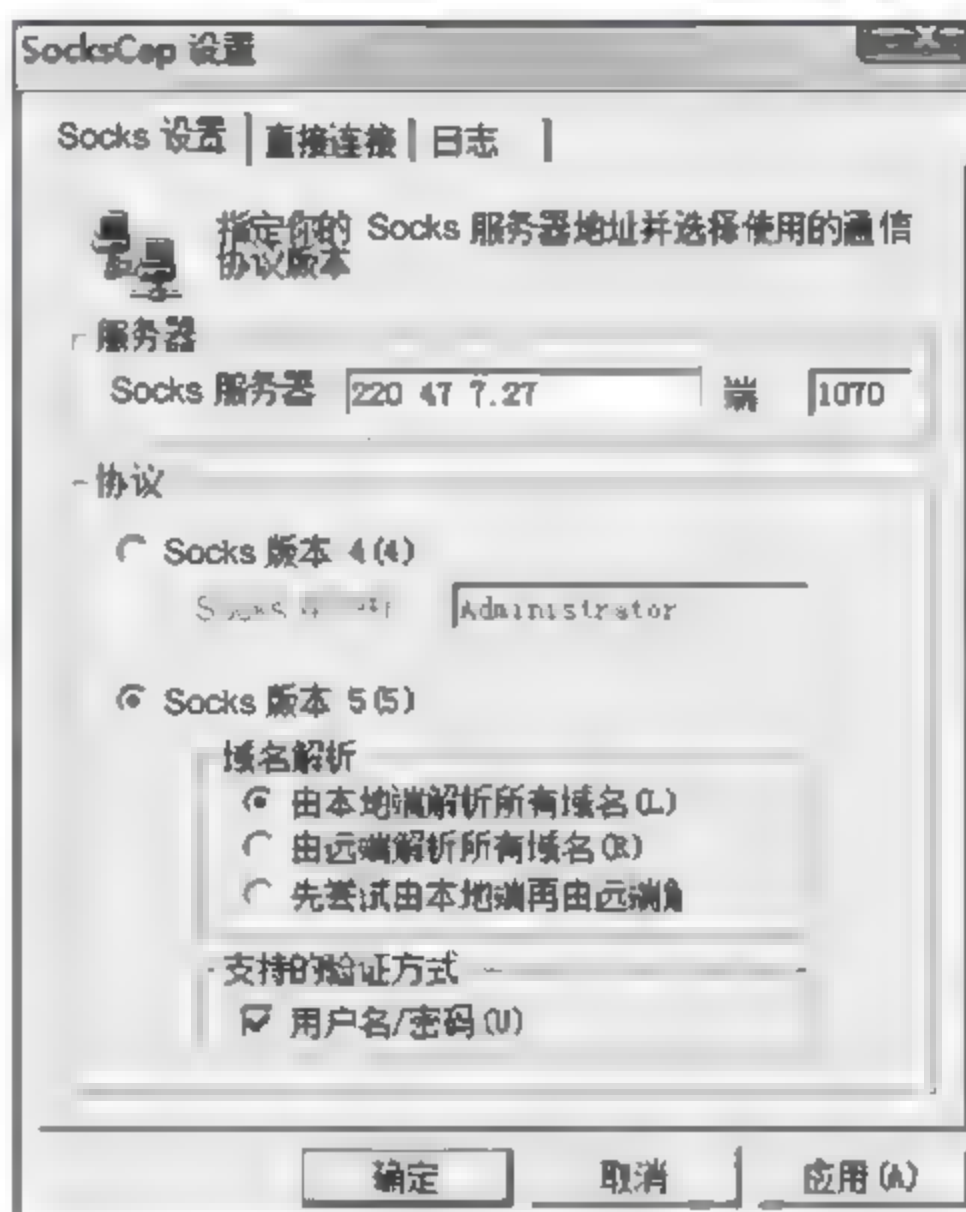 SocksCap 设置
Socks 设置 直接连接 日志
指定你的 Socks 服务器地址并选择使用的通信
协议版本
服务器
Socks 服务器 220 47 7.27 端 1070
协议
Socks 版本 4(4)
Socks Administrator
Socks 版本 5(5)
域名解析
由本地端解析所有域名(L)
由远端解析所有域名(R)
先尝试由本地端再由远端
支持的验证方式
用户名/密码(U)
确定 取消 应用(A)